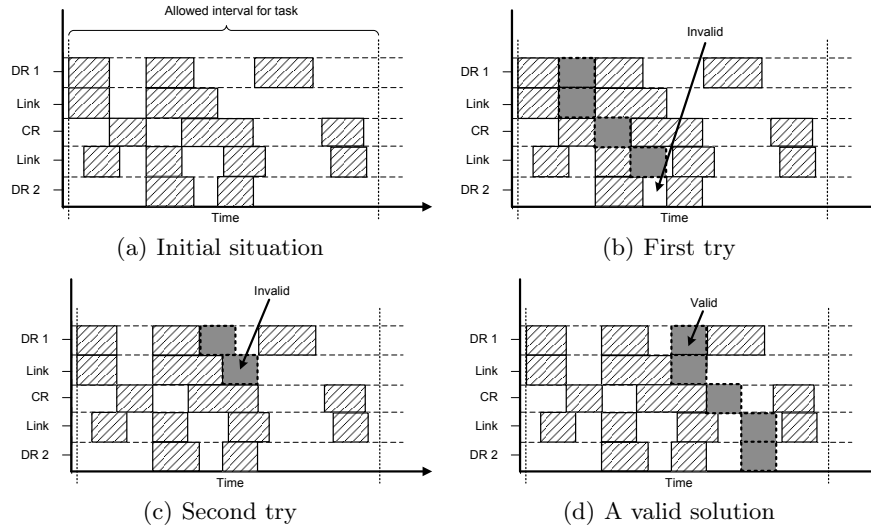 Allowed interval for task
DR 1
Link
CR
Link
DR 2
Time
(a) Initial situation
Invalid
DR 1
Link
CR
Link
DR 2
Time
(b) First try
Invalid
DR 1
Link
CR
Link
DR 2
Time
(c) Second try
Valid
DR 1
Link
CR
Link
DR 2
Time
(d) A valid solution